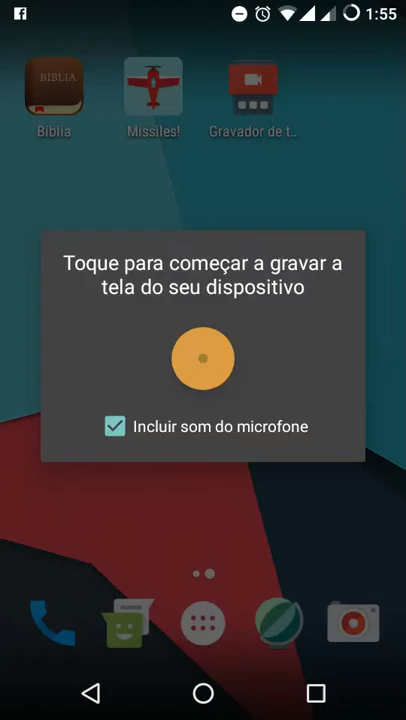 1:55
BIBLIA
Bíblia
Missiles!
Gravador de t..
Toque para começar a gravar a
tela do seu dispositivo
Incluir som do microfone